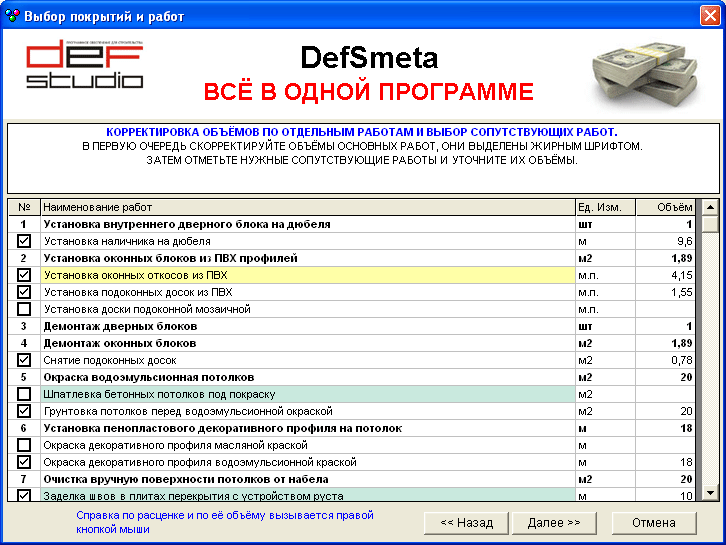 Выбор покрытий и работ
ПРОГРАММНОЕ ОБЕСПЕЧЕНИЕ ДЛЯ СТРОИТЕЛЬСТВА
def
studio
DefSmeta
ВСЁ В ОДНОЙ ПРОГРАММЕ
КОРРЕКТИРОВКА ОБЪЁМОВ ПО ОТДЕЛЬНЫМ РАБОТАМ И ВЫБОР СОПУТСТВУЮЩИХ РАБОТ.
В ПЕРВУЮ ОЧЕРЕДЬ СКОРРЕКТИРУЙТЕ ОБЪЁМЫ ОСНОВНЫХ РАБОТ, ОНИ ВЫДЕЛЕНЫ ЖИРНЫМ ШРИФТОМ.
ЗАТЕМ ОТМЕТЬТЕ НУЖНЫЕ СОПУТСТВУЮЩИЕ РАБОТЫ И УТОЧНИТЕ ИХ ОБЪЁМЫ.
№ Наименование работ Ед. Изм. Объём
1 Установка внутреннего дверного блока на дюбеля шт 1
Установка наличника на дюбеля м 9,6
2 Установка оконных блоков из ПВХ профилей м2 1,89
Установка оконных откосов из ПВХ м.п. 4,15
Установка подоконных досок из ПВХ м.п. 1,55
Установка доски подоконной мозаичной м.п.
3 Демонтаж дверных блоков шт 1
4 Демонтаж оконных блоков м2 1,89
Снятие подоконных досок м2 0,78
5 Окраска водоэмульсионная потолков м2 20
Шпатлевка бетонных потолков под покраску м2
Грунтовка потолков перед водоэмульсионной окраской м2 20
6 Установка пенопластового декоративного профиля на потолок м 18
Окраска декоративного профиля масляной краской м
Окраска декоративного профиля водоэмульсионной краской м 18
7 Очистка вручную поверхности потолков от набела м2 20
Заделка швов в плитах перекрытия с устройством руста м 10
Справка по расценке и по её объёму вызывается правой
кнопкой мыши
<< Назад Далее >> Отмена